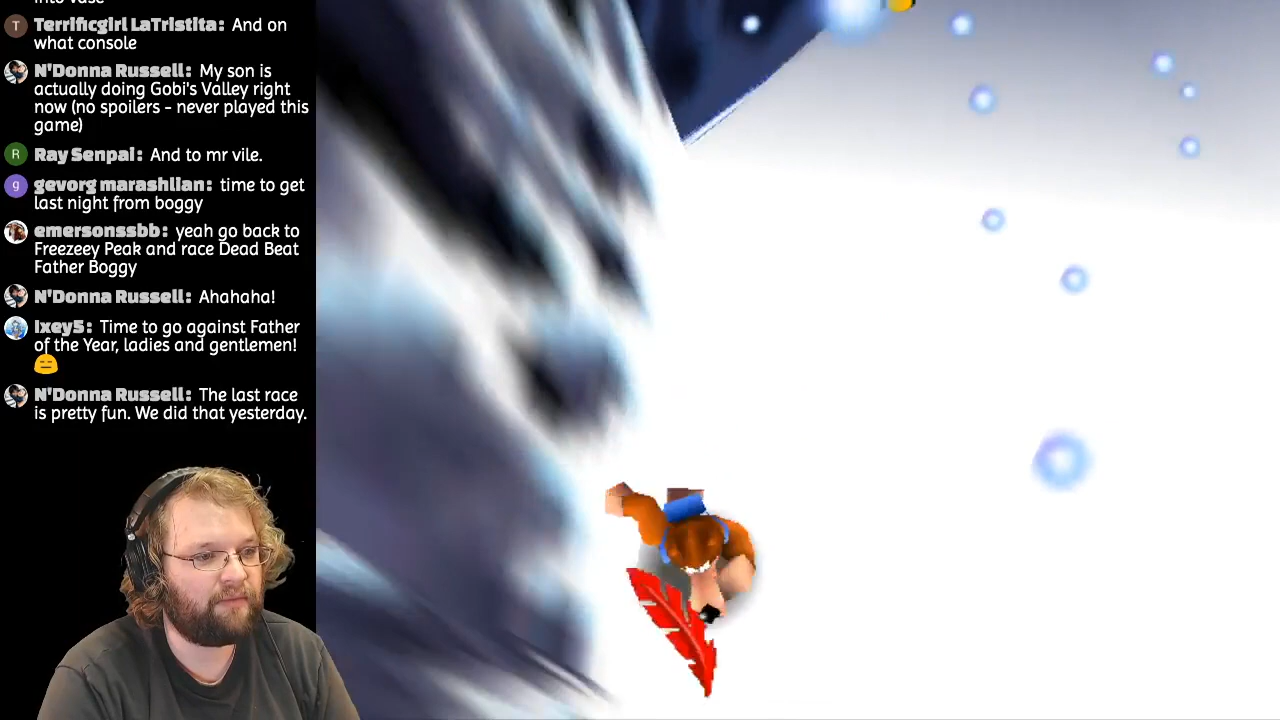 into vase
T Terrificgirl LaTristita: And on
what console
N'Donna Russell: My son is
actually doing Gobi's Valley right
now (no spoilers - never played this
game)
R Ray Senpai: And to mr vile.
g gevorg marashlian: time to get
last night from boggy
emersonssbb: yeah go back to
Freezeey Peak and race Dead Beat
Father Boggy
N'Donna Russell: Ahahaha!
Ixey5: Time to go against Father
of the Year, ladies and gentlemen!
😑
N'Donna Russell: The last race
is pretty fun. We did that yesterday.